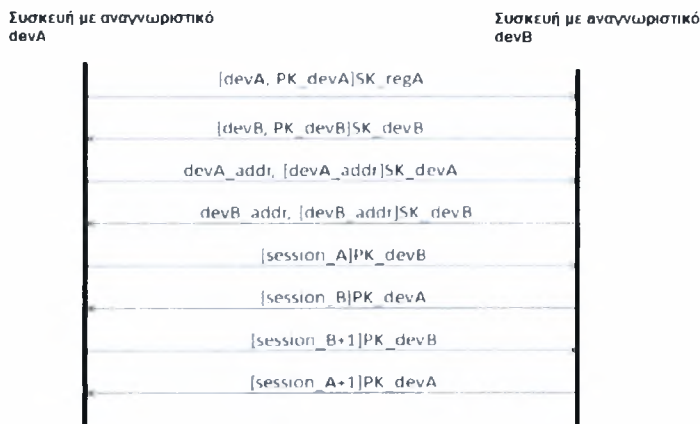 Συσκευή με αναγνωριστικό
devA
Συσκευή με αναγνωριστικό
devB
[devA, PK_devA]SK_regA
[devB, PK_devB]SK_devB
devA_addr, [devA_addr]SK_devA
devB_addr, [devB_addr]SK_devB
[session_A]PK_devB
[session_B]PK_devA
[session_B+1]PK_devB
[session_A+1]PK_devA